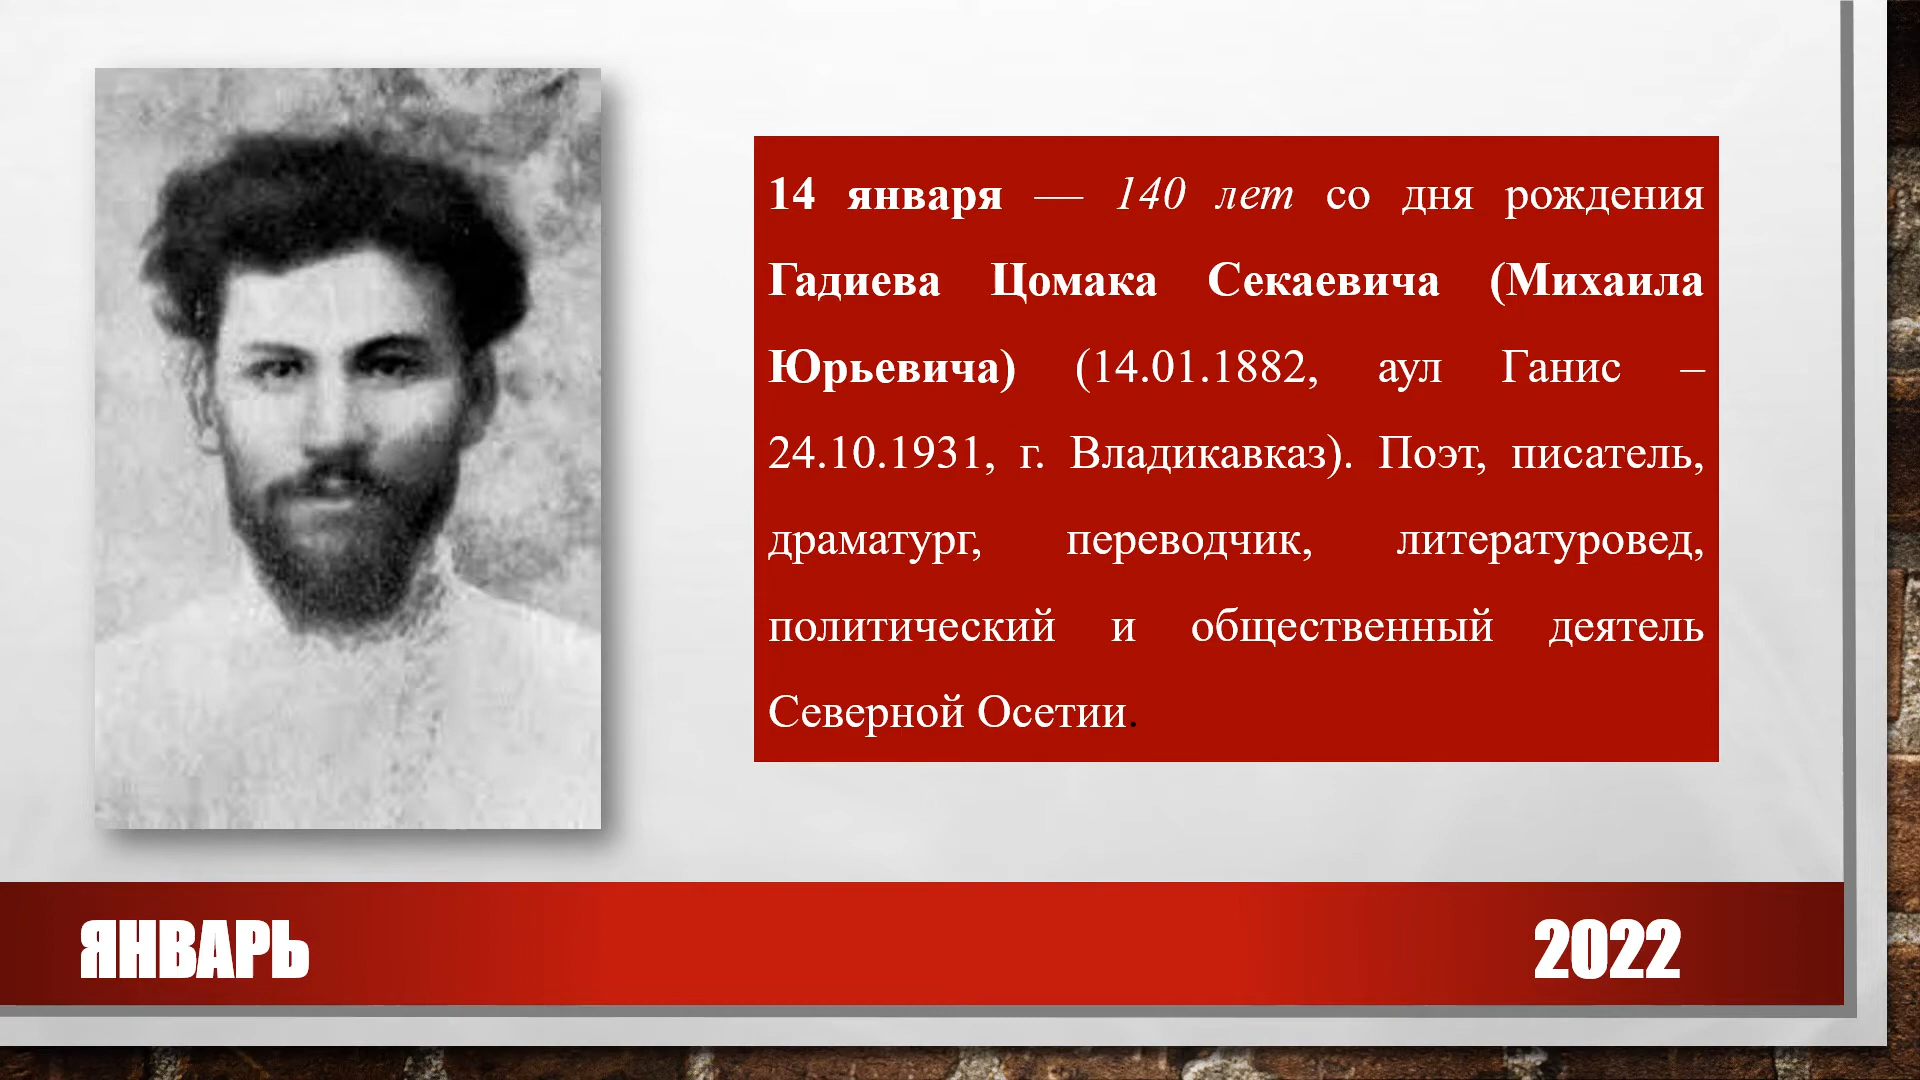 14 января — 140 лет со дня рождения
Гадиева Цомака Секаевича (Михаила
Юрьевича) (14.01.1882, аул Ганис –
24.10.1931, г. Владикавказ). Поэт, писатель,
драматург, переводчик, литературовед,
политический и общественный деятель
Северной Осетии.
ЯНВАРЬ
2022